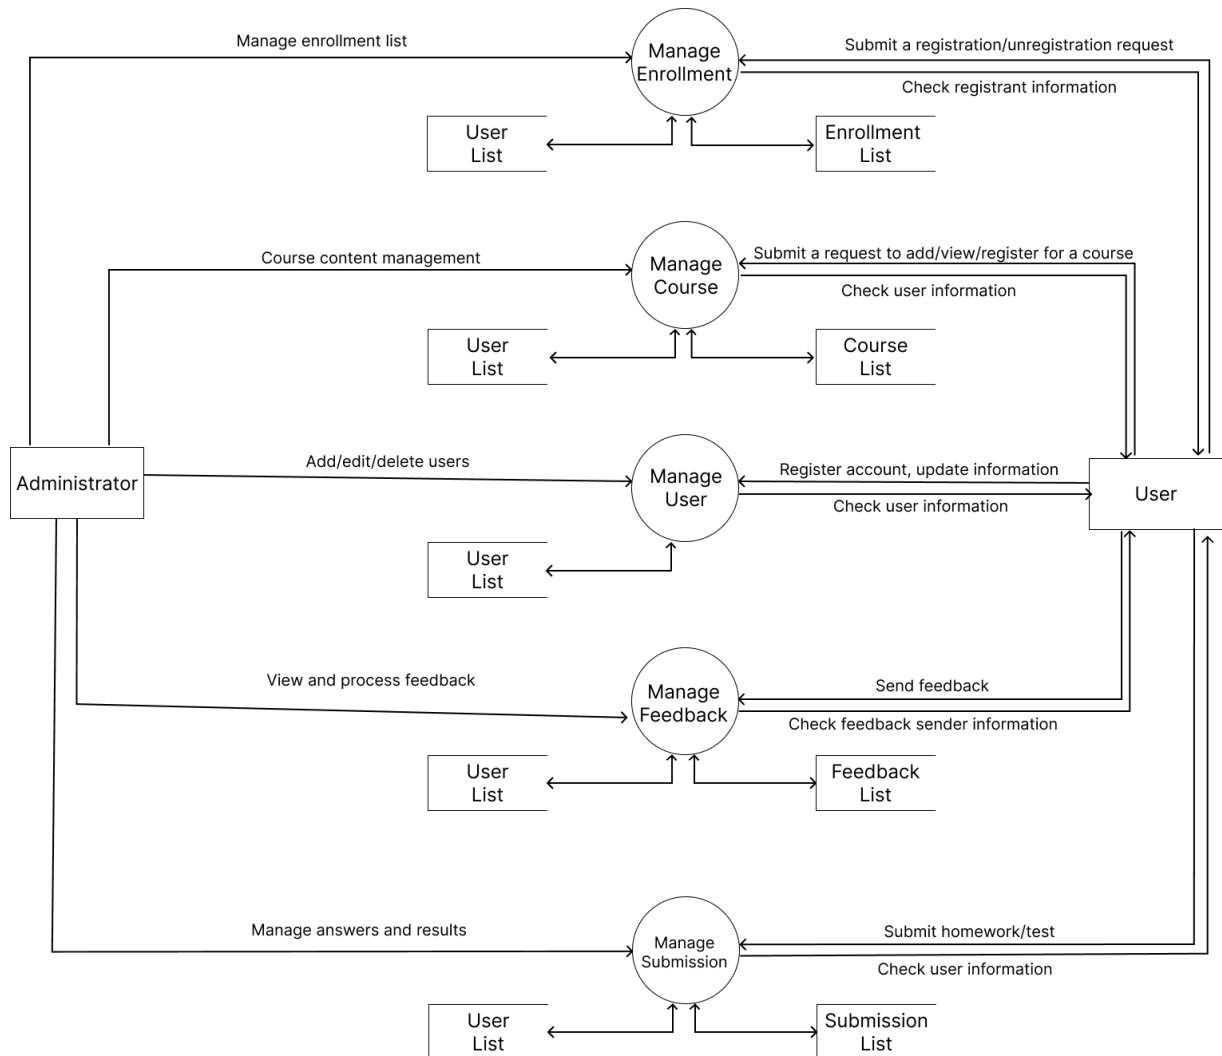 Manage enrollment list
Manage
Enrollment
Submit a registration/unregistration request
Check registrant information
User
List
Enrollment
List
Course content management
Manage
Course
Submit a request to add/view/register for a course
Check user information
User
List
Course
List
Administrator
Add/edit/delete users
Manage
User
Register account, update information
Check user information
User
User
List
View and process feedback
Manage
Feedback
Send feedback
Check feedback sender information
User
List
Feedback
List
Manage answers and results
Manage
Submission
Submit homework/test
Check user information
User
List
Submission
List